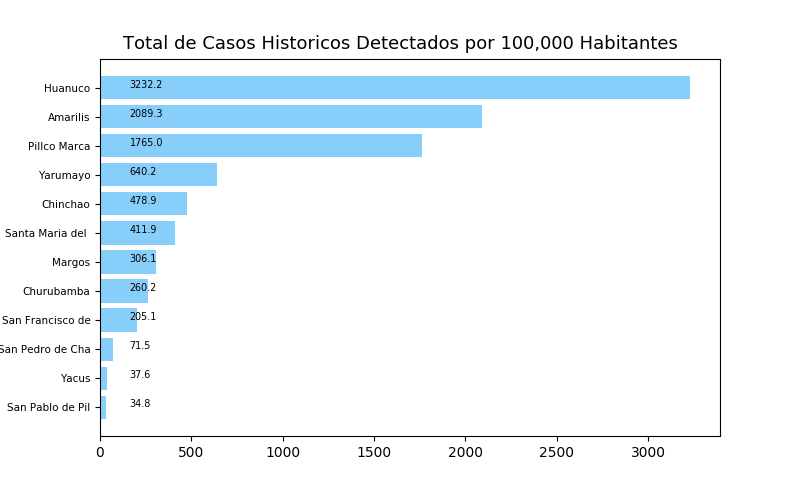 Total de Casos Historicos Detectados por 100,000 Habitantes
Huanuco 3232.2
Amarilis 2089.3
Pillco Marca 1765.0
Yarumayo 640.2
Chinchao 478.9
Santa Maria del 411.9
Margos 306.1
Churubamba 260.2
San Francisco de 205.1
San Pedro de Cha 71.5
Yacus 37.6
San Pablo de Pil 34.8
0 500 1000 1500 2000 2500 3000